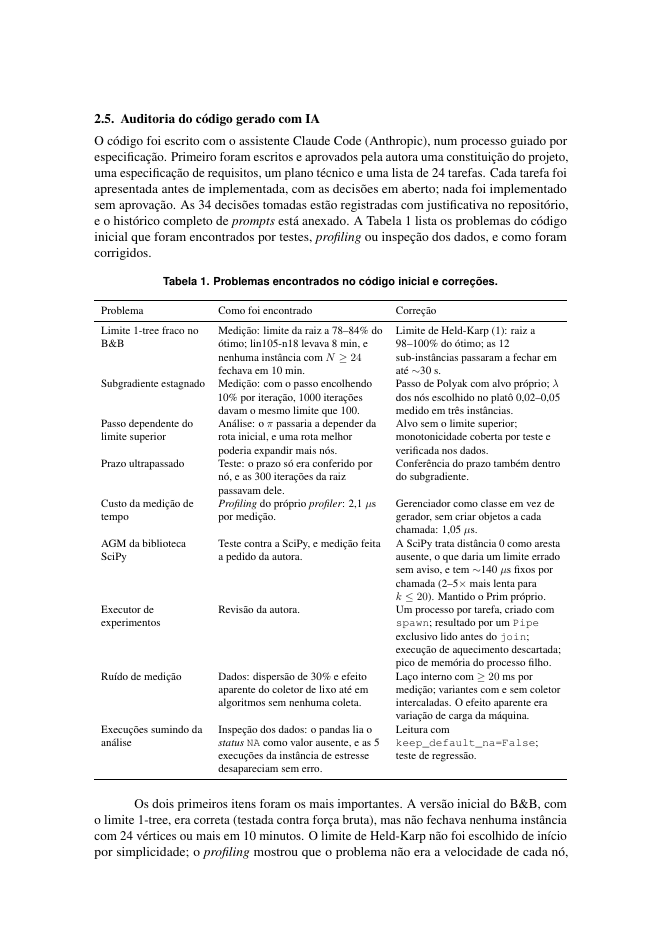 2.5. Auditoria do código gerado com IA
O código foi escrito com o assistente Claude Code (Anthropic), num processo guiado por
especificação. Primeiro foram escritos e aprovados pela autora uma constituição do projeto,
uma especificação de requisitos, um plano técnico e uma lista de 24 tarefas. Cada tarefa foi
apresentada antes de implementada, com as decisões em aberto; nada foi implementado
sem aprovação. As 34 decisões tomadas estão registradas com justificativa no repositório,
e o histórico completo de prompts está anexado. A Tabela 1 lista os problemas do código
inicial que foram encontrados por testes, profiling ou inspeção dos dados, e como foram
corrigidos.
Tabela 1. Problemas encontrados no código inicial e correções.
Problema
Como foi encontrado
Correção
Limite 1-tree fraco no
B&B
Medição: limite da raiz a 78–84% do
ótimo; lin105-n18 levava 8 min, e
nenhuma instância com N ≥ 24
fechava em 10 min.
Limite de Held-Karp (1): raiz a
98–100% do ótimo; as 12
sub-instâncias passaram a fechar em
até ~30 s.
Subgradiente estagnado
Medição: com o passo encolhendo
10% por iteração, 1000 iterações
davam o mesmo limite que 100.
Passo de Polyak com alvo próprio; λ
dos nós escolhido no platô 0,02–0,05
medido em três instâncias.
Passo dependente do
limite superior
Análise: o π passaria a depender da
rota inicial, e uma rota melhor
poderia expandir mais nós.
Alvo sem o limite superior;
monotonicidade coberta por teste e
verificada nos dados.
Prazo ultrapassado
Teste: o prazo só era conferido por
nó, e as 300 iterações da raiz
passavam dele.
Conferência do prazo também dentro
do subgradiente.
Custo da medição de
tempo
Profiling do próprio profiler: 2,1 μs
por medição.
Gerenciador como classe em vez de
gerador, sem criar objetos a cada
chamada: 1,05 μs.
AGM da biblioteca
SciPy
Teste contra a SciPy, e medição feita
a pedido da autora.
A SciPy trata distância 0 como aresta
ausente, o que daria um limite errado
sem aviso, e tem ~140 μs fixos por
chamada (2–5× mais lenta para
k ≤ 20). Mantido o Prim próprio.
Executor de
experimentos
Revisão da autora.
Um processo por tarefa, criado com
spawn; resultado por um Pipe
exclusivo lido antes do join;
execução de aquecimento descartada;
pico de memória do processo filho.
Ruído de medição
Dados: dispersão de 30% e efeito
aparente do coletor de lixo até em
algoritmos sem nenhuma coleta.
Laço interno com ≥ 20 ms por
medição; variantes com e sem coletor
intercaladas. O efeito aparente era
variação de carga da máquina.
Execuções sumindo da
análise
Inspeção dos dados: o pandas lia o
status NA como valor ausente, e as 5
execuções da instância de estresse
desapareciam sem erro.
Leitura com
keep_default_na=False;
teste de regressão.
Os dois primeiros itens foram os mais importantes. A versão inicial do B&B, com
o limite 1-tree, era correta (testada contra força bruta), mas não fechava nenhuma instância
com 24 vértices ou mais em 10 minutos. O limite de Held-Karp não foi escolhido de início
por simplicidade; o profiling mostrou que o problema não era a velocidade de cada nó,